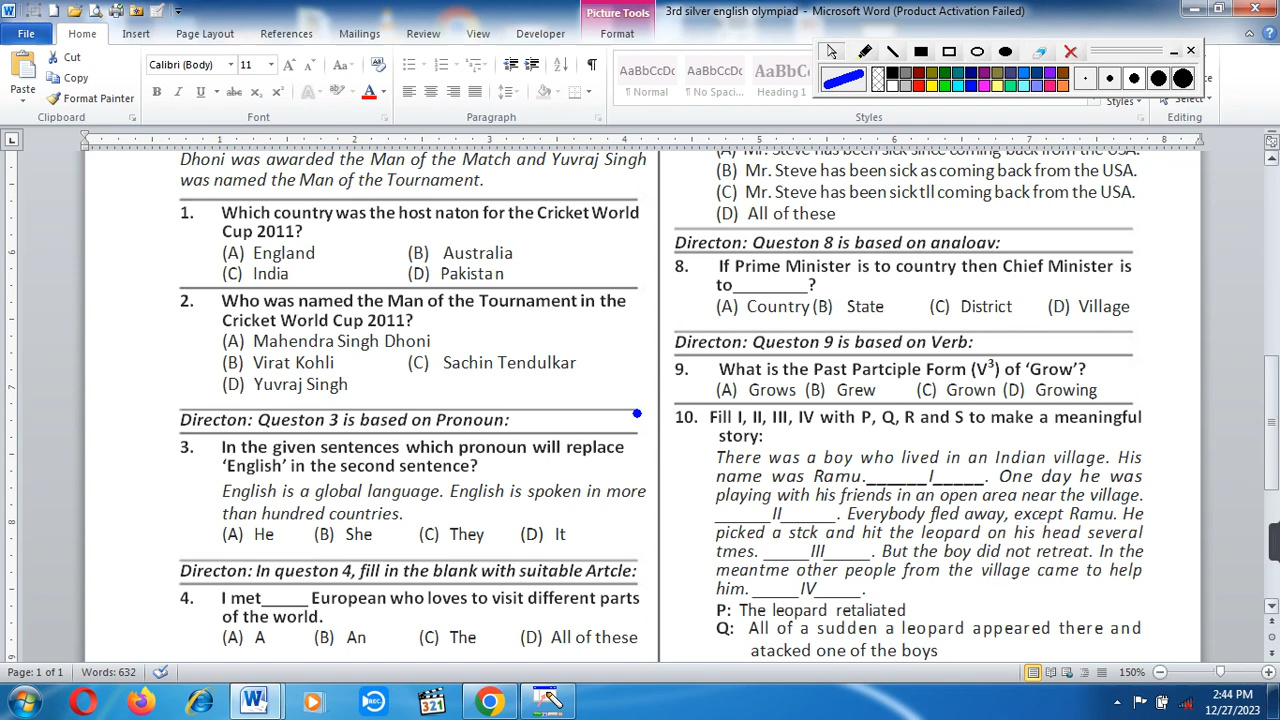 3rd silver english olympiad - Microsoft Word (Product Activation Failed)
Picture Tools
File Home Insert Page Layout References Mailings Review View Developer Format
Paste
Cut
Copy
Format Painter
Clipboard
Calibri (Body) 11
Font
Paragraph
AaBbCcDc AaBbCcDc AaBbCc
¶ Normal ¶ No Spaci... Heading 1
Styles
Styles
Select
Editing
Dhoni was awarded the Man of the Match and Yuvraj Singh
was named the Man of the Tournament.
1. Which country was the host naton for the Cricket World
Cup 2011?
(A) England (B) Australia
(C) India (D) Pakistan
2. Who was named the Man of the Tournament in the
Cricket World Cup 2011?
(A) Mahendra Singh Dhoni
(B) Virat Kohli (C) Sachin Tendulkar
(D) Yuvraj Singh
Directon: Queston 3 is based on Pronoun:
3. In the given sentences which pronoun will replace
‘English’ in the second sentence?
English is a global language. English is spoken in more
than hundred countries.
(A) He (B) She (C) They (D) It
Directon: In queston 4, fill in the blank with suitable Artcle:
4. I met_____ European who loves to visit different parts
of the world.
(A) A (B) An (C) The (D) All of these
(A) Mr. Steve has been sick since coming back from the USA.
(B) Mr. Steve has been sick as coming back from the USA.
(C) Mr. Steve has been sick tll coming back from the USA.
(D) All of these
Directon: Queston 8 is based on analoav:
8. If Prime Minister is to country then Chief Minister is
to________?
(A) Country (B) State (C) District (D) Village
Directon: Queston 9 is based on Verb:
9. What is the Past Partciple Form (V3) of ‘Grow’?
(A) Grows (B) Grew (C) Grown (D) Growing
10. Fill I, II, III, IV with P, Q, R and S to make a meaningful
story:
There was a boy who lived in an Indian village. His
name was Ramu.______I_____. One day he was
playing with his friends in an open area near the village.
______II______. Everybody fled away, except Ramu. He
picked a stck and hit the leopard on his head several
tmes. _____III_____. But the boy did not retreat. In the
meantme other people from the village came to help
him. _____IV_____.
P: The leopard retaliated
Q: All of a sudden a leopard appeared there and
atacked one of the boys
Page: 1 of 1 Words: 632 150%
2:44 PM
12/27/2023